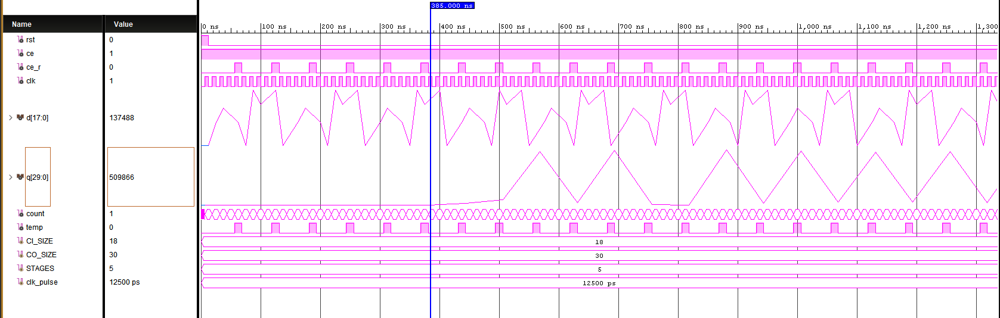 385.000 ns
Name Value
0 ns 100 ns 200 ns 300 ns 400 ns 500 ns 600 ns 700 ns 800 ns 900 ns 1,000 ns 1,100 ns 1,200 ns 1,300
rst 0
ce 1
ce_r 0
clk 1
d[17:0] 137488
q[29:0] 509866
count 1
temp 0
CI_SIZE 18 18
CO_SIZE 30 30
STAGES 5 5
clk_pulse 12500 ps 12500 ps